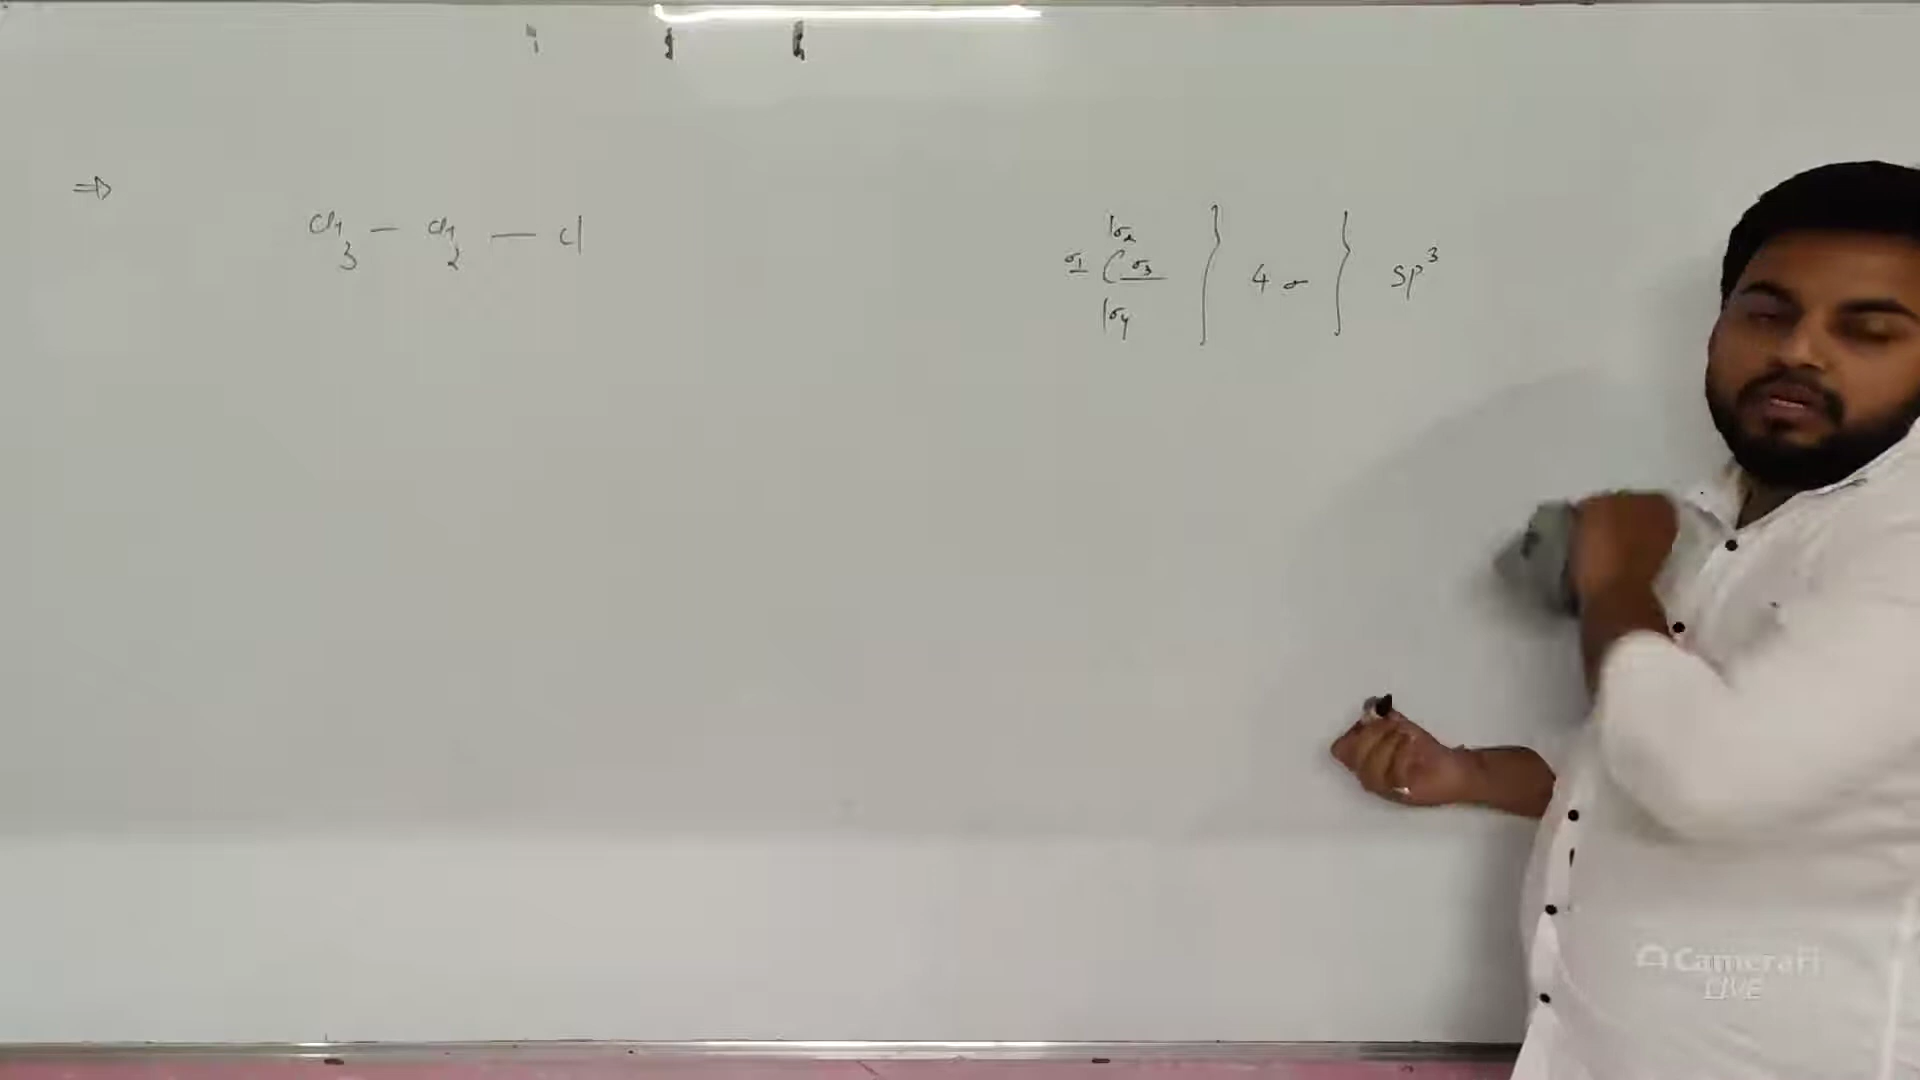 ⇒
CH₃ — CH₂ — Cl
|σ₂
σ₁ C σ₃ } 4 σ } sp³
|σ₄
CameraFi
LIVE